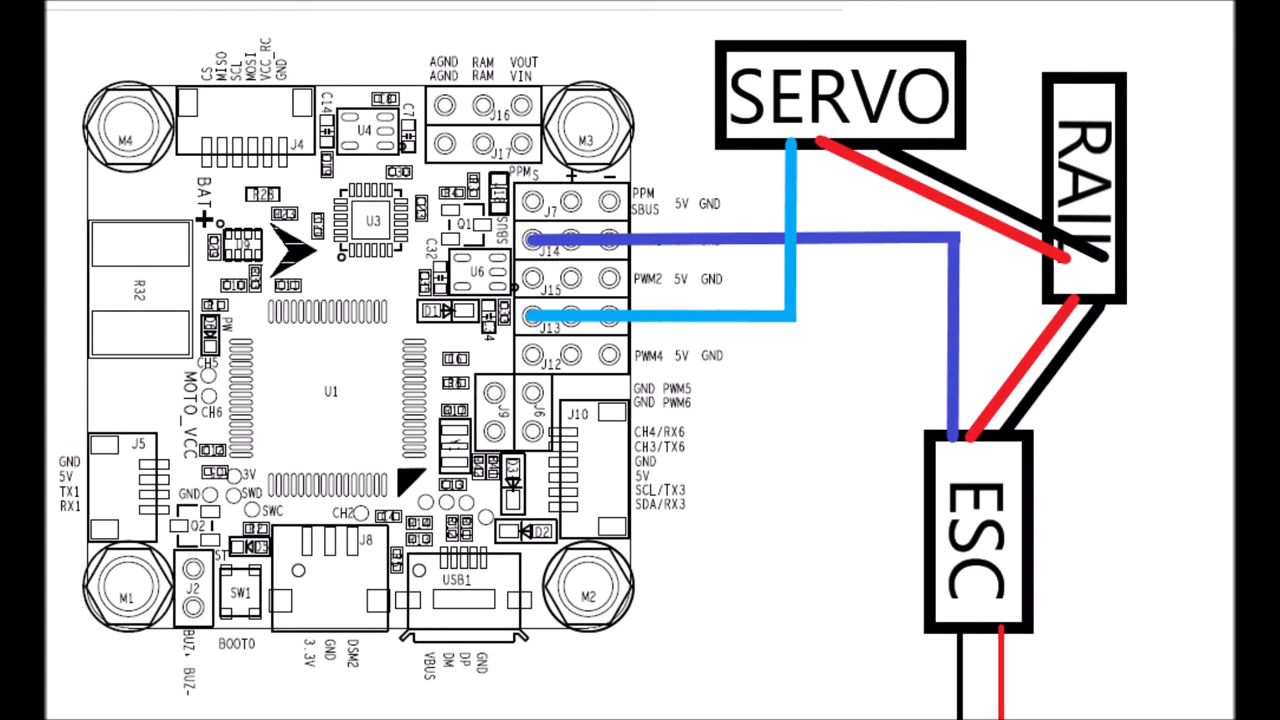 SERVO
RAIL
ESC
CS
MISO
SCL
MOSI
VCC_RC
GND
AGND RAM VOUT
AGND RAM VIN
M4
J4
C14
U4
C7
J16
J17
M3
BAT+
U3
R4
Q1
SBUS
PPM
S + -
J7
PPM
SBUS 5V GND
J14
U9
C32
U6
J15
PWM2 5V GND
R32
D1
J13
PW
CH5
J12
PWM4 5V GND
U1
MOTO_VCC
CH6
J9
J6
GND PWM5
GND PWM6
J10
CH4/RX6
CH3/TX6
GND
5V
SCL/TX3
SDA/RX3
J5
GND
5V
TX1
RX1
3V
GND
SWD
SWC
CH2
D3
Q2
ST
J8
D2
M1
J2
SW1
USB1
M2
BOOT0
BUZ+ BUZ-
3.3V
GND
DSM2
VBUS
DM
DP
GND